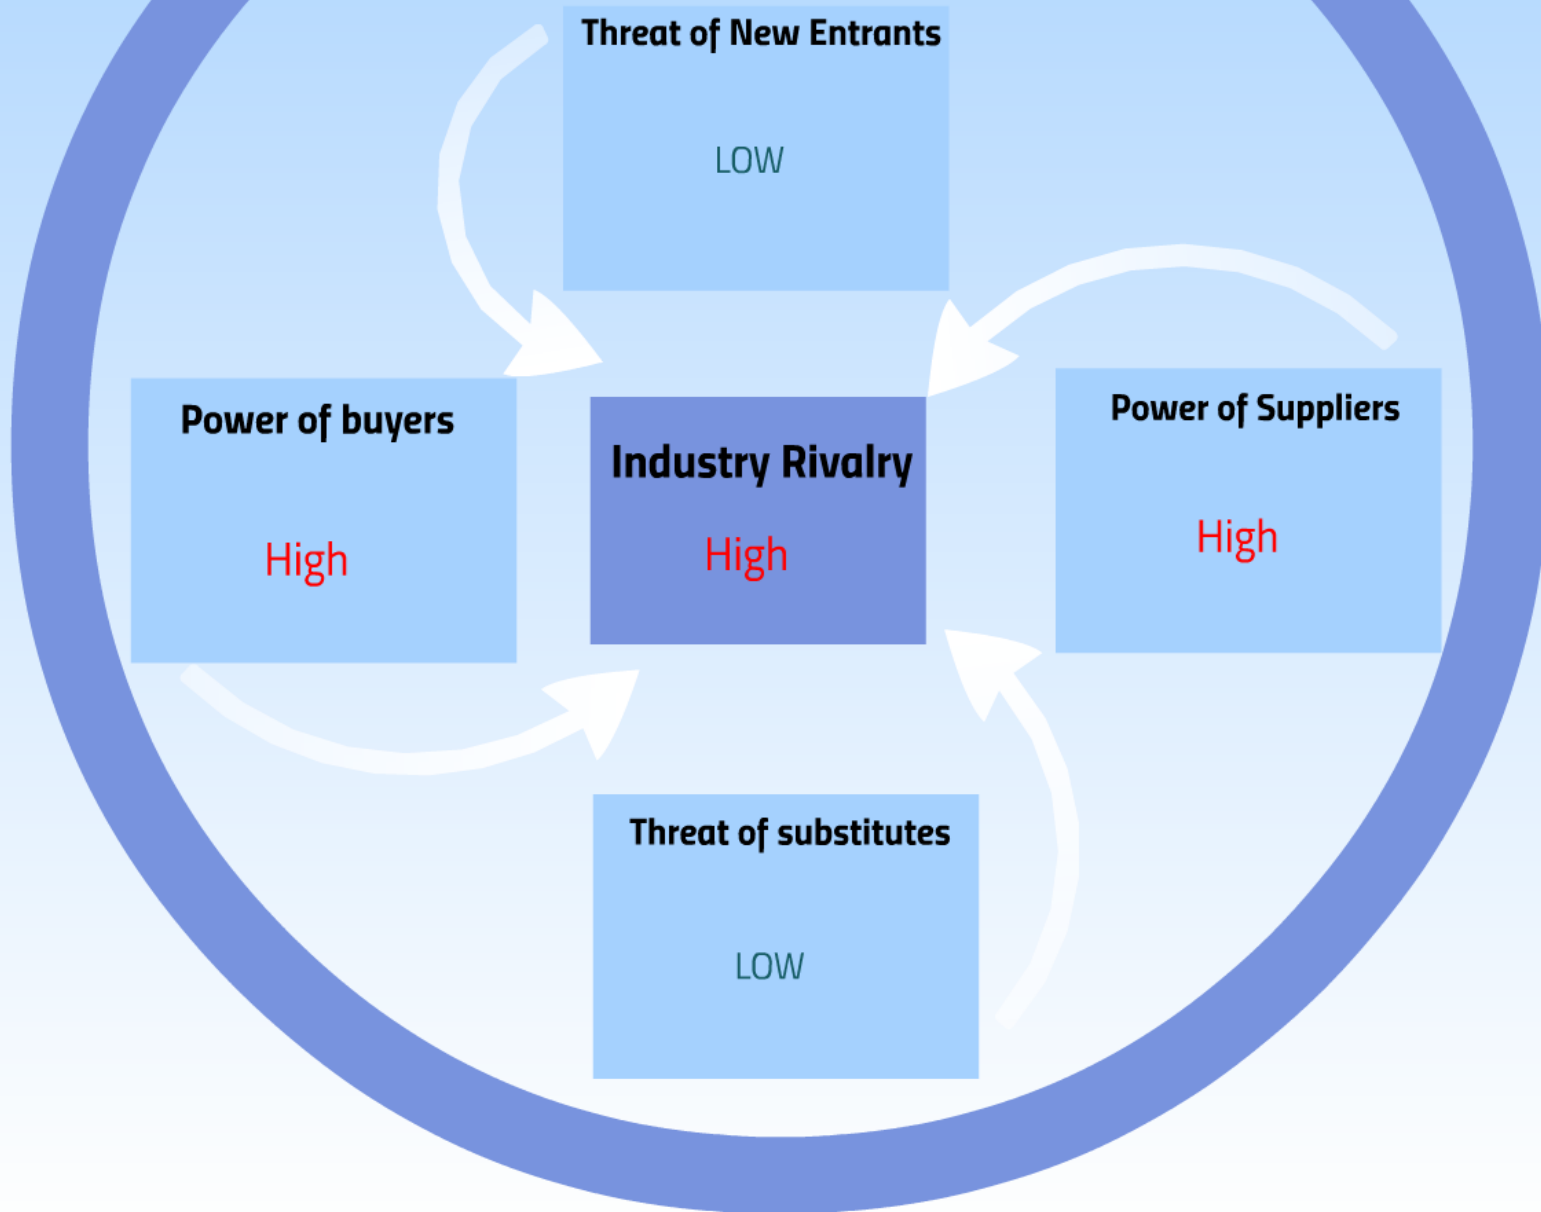 Threat of New Entrants
LOW
Power of buyers
High
Industry Rivalry
High
Power of Suppliers
High
Threat of substitutes
LOW